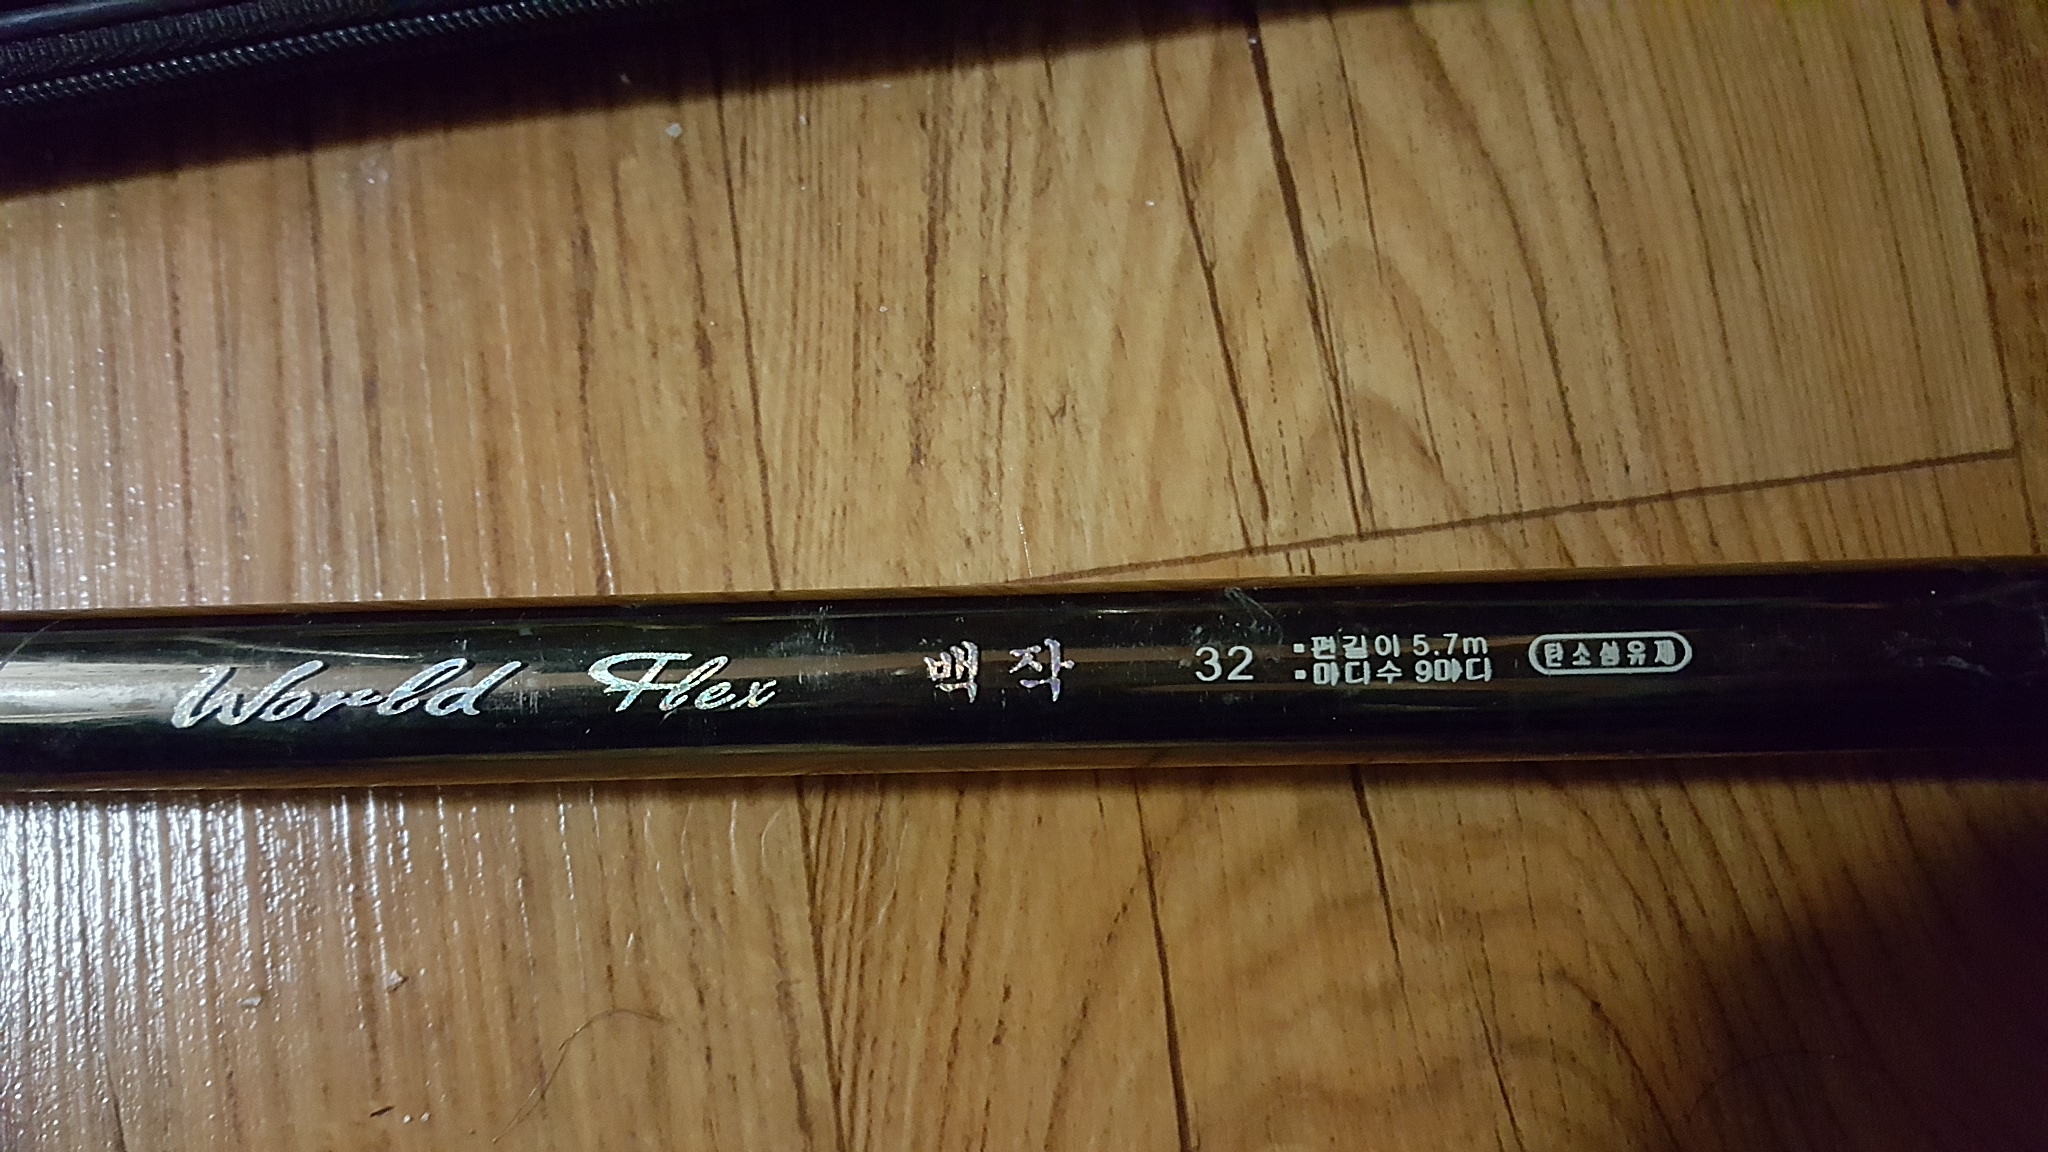 World Flex 백작 32
▪편길이 5.7m
▪마디수 9마디
탄소섬유제